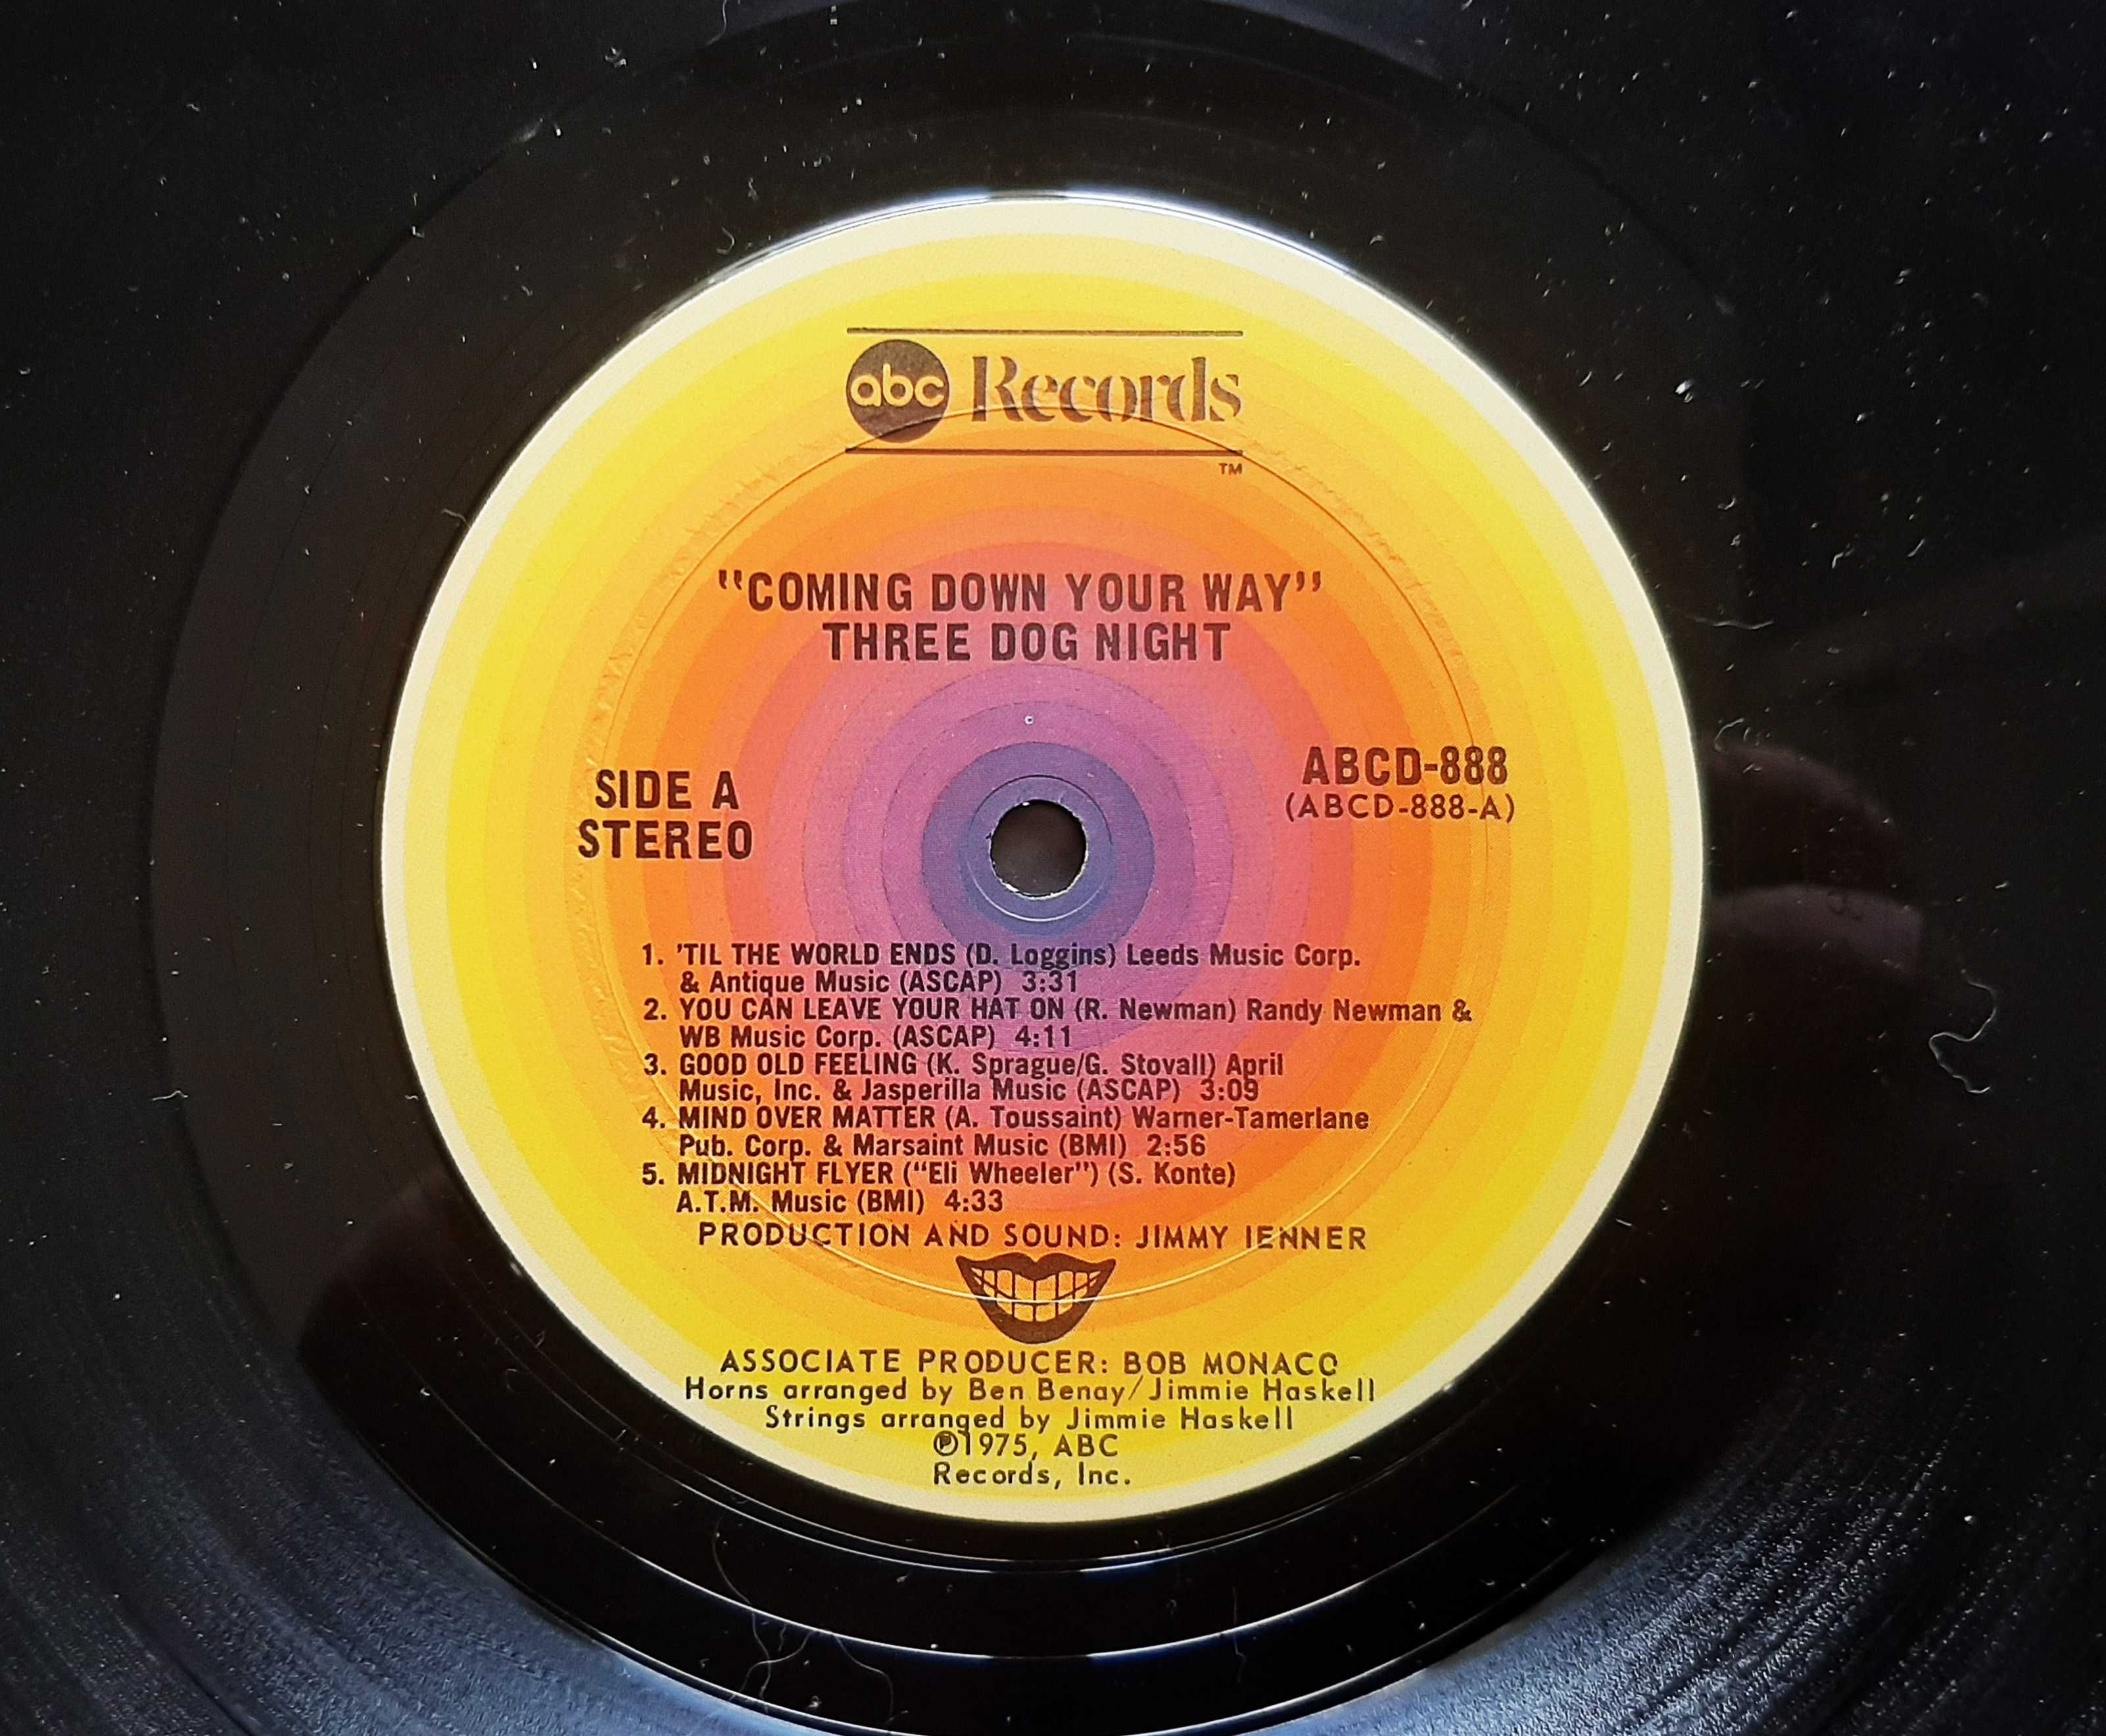 abc Records
TM
"COMING DOWN YOUR WAY"
THREE DOG NIGHT
c
SIDE A
STEREO
ABCD-888
(ABCD-888-A)
1. 'TIL THE WORLD ENDS (D. Loggins) Leeds Music Corp.
& Antique Music (ASCAP) 3:31
2. YOU CAN LEAVE YOUR HAT ON (R. Newman) Randy Newman &
WB Music Corp. (ASCAP) 4:11
3. GOOD OLD FEELING (K. Sprague/G. Stovall) April
Music, Inc. & Jasperilla Music (ASCAP) 3:09
4. MIND OVER MATTER (A. Toussaint) Warner-Tamerlane
Pub. Corp. & Marsaint Music (BMI) 2:56
5. MIDNIGHT FLYER ("Eli Wheeler") (S. Konte)
A.T.M. Music (BMI) 4:33
PRODUCTION AND SOUND: JIMMY IENNER
ASSOCIATE PRODUCER: BOB MONACO
Horns arranged by Ben Benay/Jimmie Haskell
Strings arranged by Jimmie Haskell
℗1975, ABC
Records, Inc.